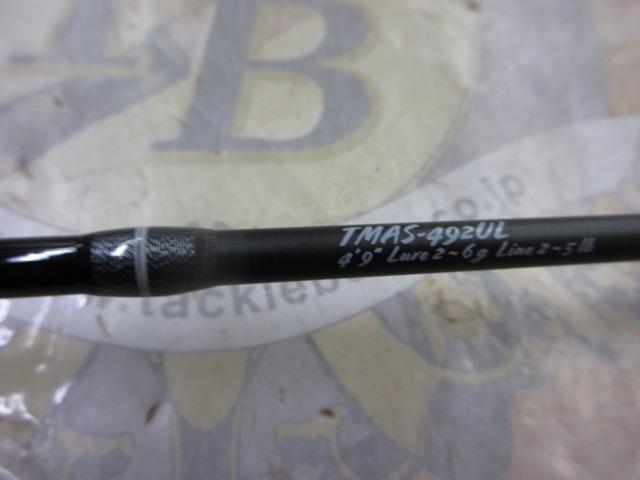 B
TMAS-492UL
4'9" Lure 2~6g Line 2~5lb